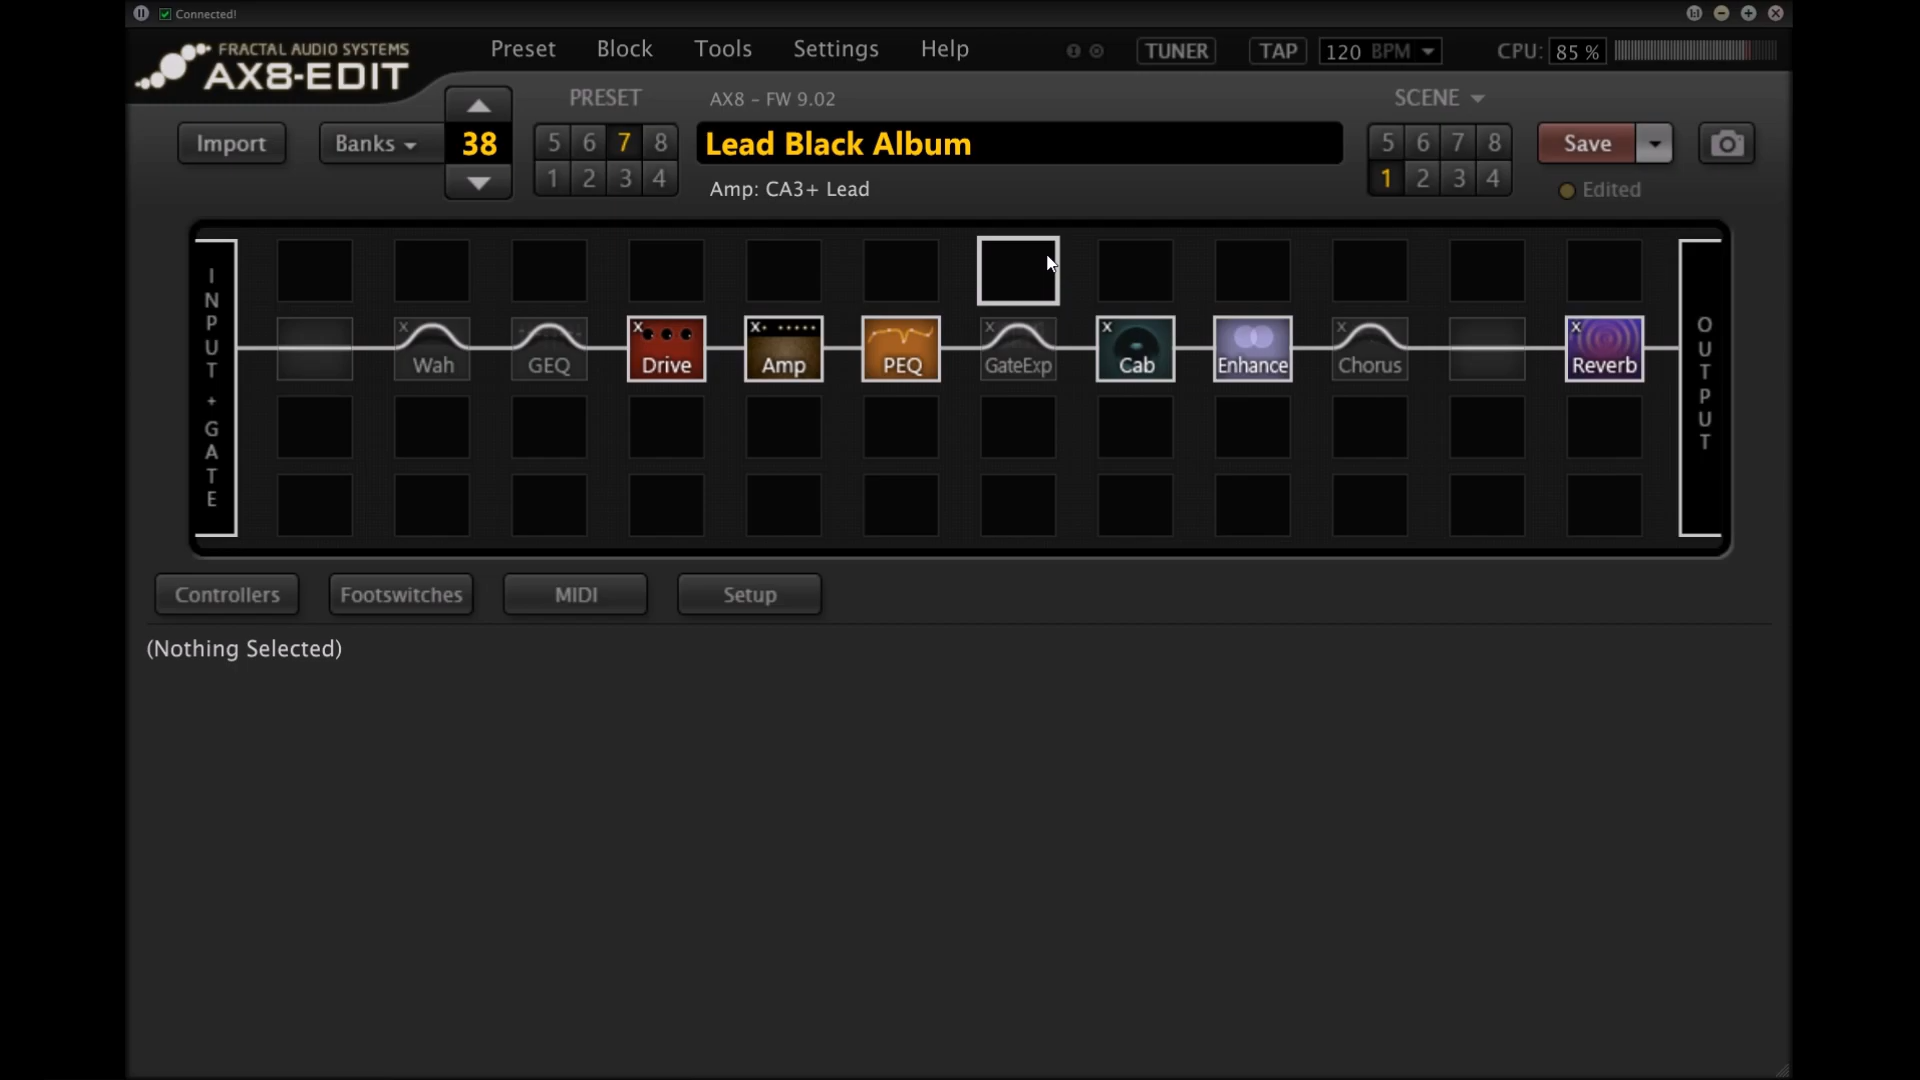 Connected!
FRACTAL AUDIO SYSTEMS
AX8-EDIT
Preset Block Tools Settings Help
TUNER TAP 120 BPM CPU: 85 %
PRESET
AX8 – FW 9.02
SCENE
Import Banks 38
5 6 7 8
1 2 3 4
Lead Black Album
Amp: CA3+ Lead
5 6 7 8
1 2 3 4
Save
Edited
INPUT + GATE
Wah GEQ Drive Amp PEQ GateExp Cab Enhance Chorus Reverb
X X X X X X X
OUTPUT
Controllers Footswitches MIDI Setup
(Nothing Selected)